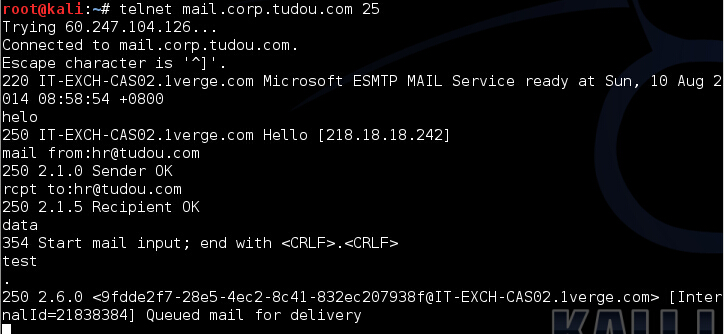 root@kali:~# telnet mail.corp.tudou.com 25
Trying 60.247.104.126...
Connected to mail.corp.tudou.com.
Escape character is '^]'.
220 IT-EXCH-CAS02.1verge.com Microsoft ESMTP MAIL Service ready at Sun, 10 Aug 2
014 08:58:54 +0800
helo
250 IT-EXCH-CAS02.1verge.com Hello [218.18.18.242]
mail from:hr@tudou.com
250 2.1.0 Sender OK
rcpt to:hr@tudou.com
250 2.1.5 Recipient OK
data
354 Start mail input; end with <CRLF>.<CRLF>
test
.
250 2.6.0 <9fdde2f7-28e5-4ec2-8c41-832ec207938f@IT-EXCH-CAS02.1verge.com> [Inter
nalId=21838384] Queued mail for delivery